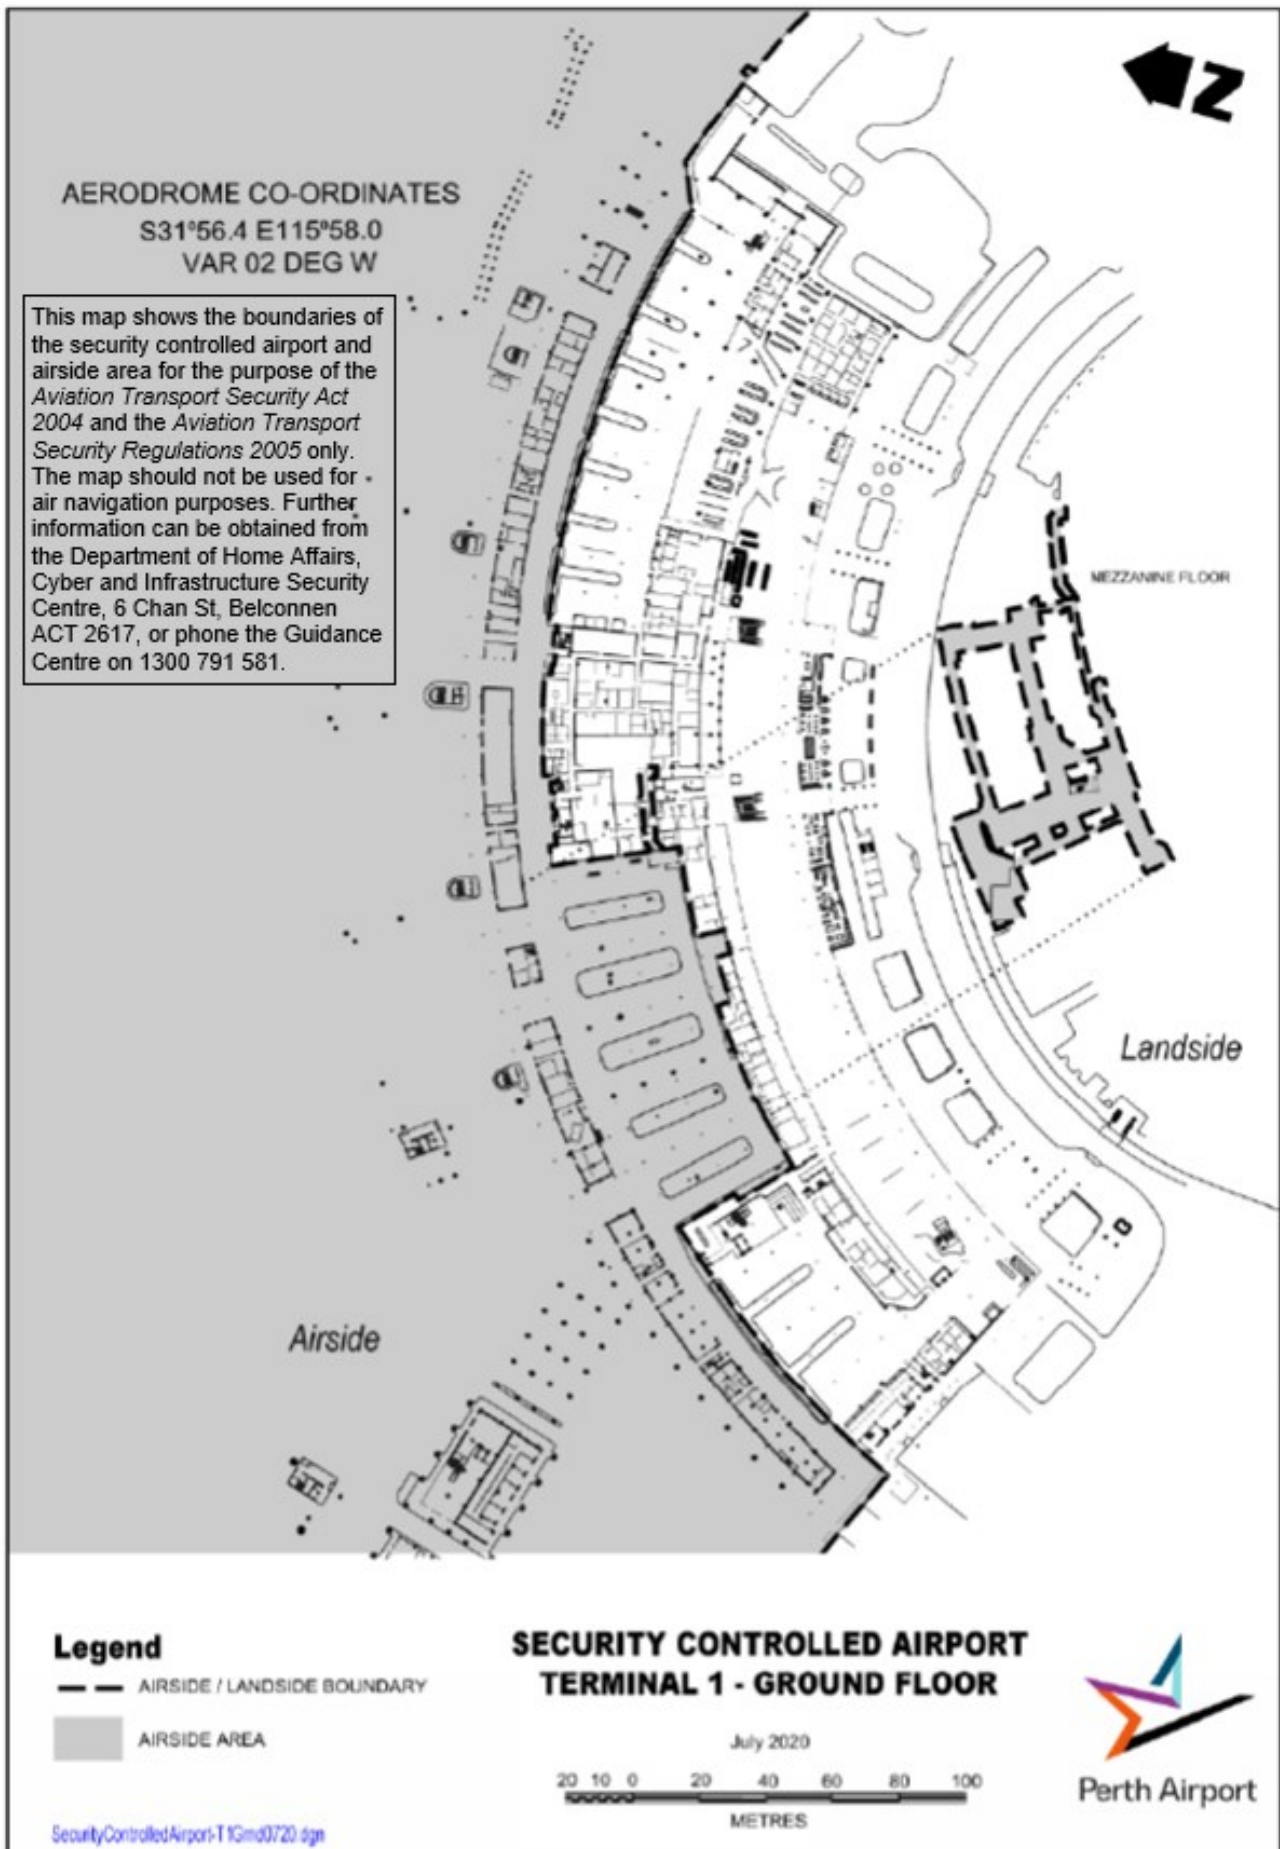 N
AERODROME CO-ORDINATES
S31°56.4 E115°58.0
VAR 02 DEG W
This map shows the boundaries of
the security controlled airport and
airside area for the purpose of the
Aviation Transport Security Act
2004 and the Aviation Transport
Security Regulations 2005 only.
The map should not be used for
air navigation purposes. Further
information can be obtained from
the Department of Home Affairs,
Cyber and Infrastructure Security
Centre, 6 Chan St, Belconnen
ACT 2617, or phone the Guidance
Centre on 1300 791 581.
MEZZANINE FLOOR
Landside
Airside
Legend
AIRSIDE / LANDSIDE BOUNDARY
AIRSIDE AREA
SecurityControlledAirport-T1Grnd0720.dgn
SECURITY CONTROLLED AIRPORT
TERMINAL 1 - GROUND FLOOR
July 2020
20 10 0 20 40 60 80 100
METRES
Perth Airport